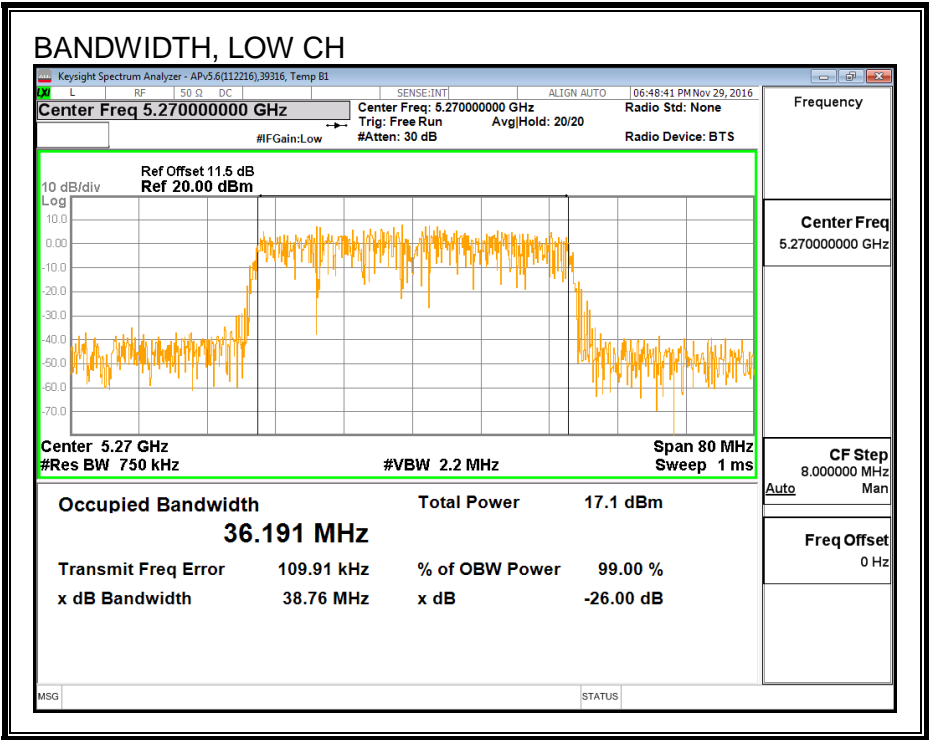 BANDWIDTH, LOW CH
Keysight Spectrum Analyzer - APv5.6(112216),39316, Temp B1
LXI L RF 50 Ω DC SENSE:INT ALIGN AUTO 06:48:41 PM Nov 29, 2016
Center Freq 5.270000000 GHz
Center Freq: 5.270000000 GHz
Radio Std: None
Trig: Free Run Avg|Hold: 20/20
#IFGain:Low
#Atten: 30 dB
Radio Device: BTS
Ref Offset 11.5 dB
10 dB/div Ref 20.00 dBm
Log
10.0
0.00
-10.0
-20.0
-30.0
-40.0
-50.0
-60.0
-70.0
Center 5.27 GHz Span 80 MHz
#Res BW 750 kHz #VBW 2.2 MHz Sweep 1 ms
Occupied Bandwidth Total Power 17.1 dBm
36.191 MHz
Transmit Freq Error 109.91 kHz % of OBW Power 99.00 %
x dB Bandwidth 38.76 MHz x dB -26.00 dB
MSG STATUS
Frequency
Center Freq
5.270000000 GHz
CF Step
8.000000 MHz
Auto Man
Freq Offset
0 Hz